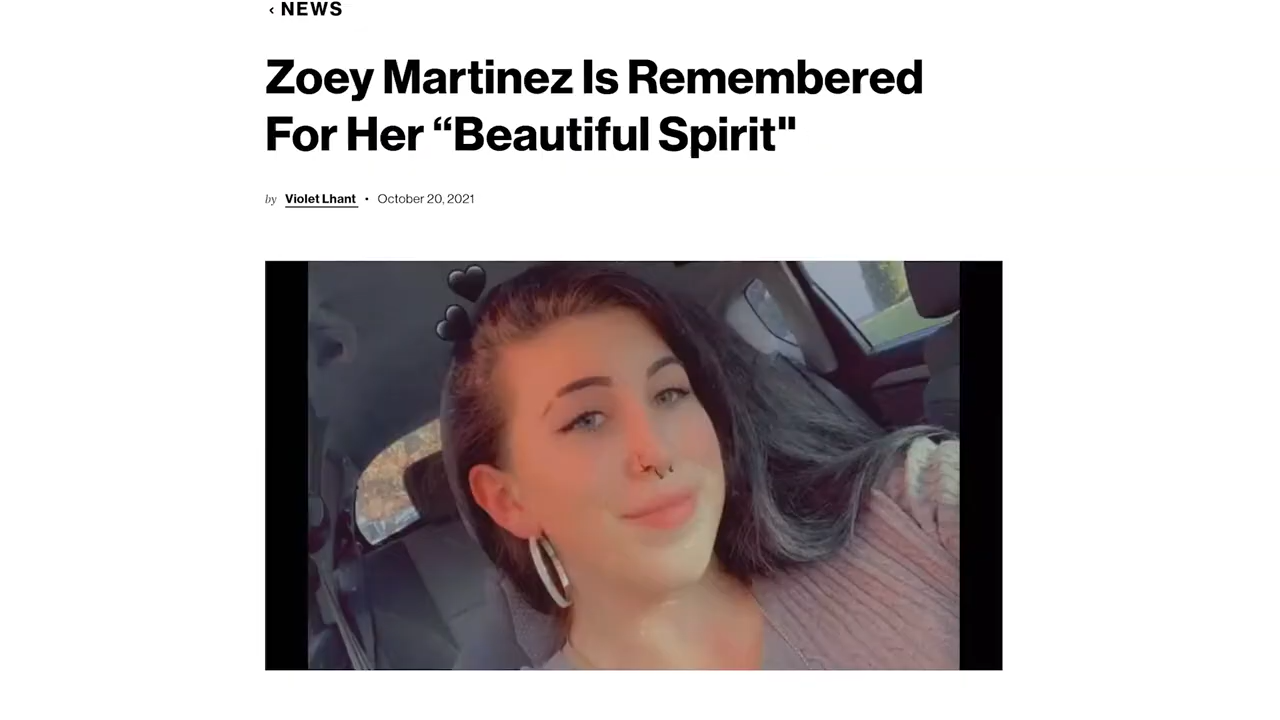 ‹ NEWS
Zoey Martinez Is Remembered
For Her “Beautiful Spirit"
by Violet Lhant • October 20, 2021